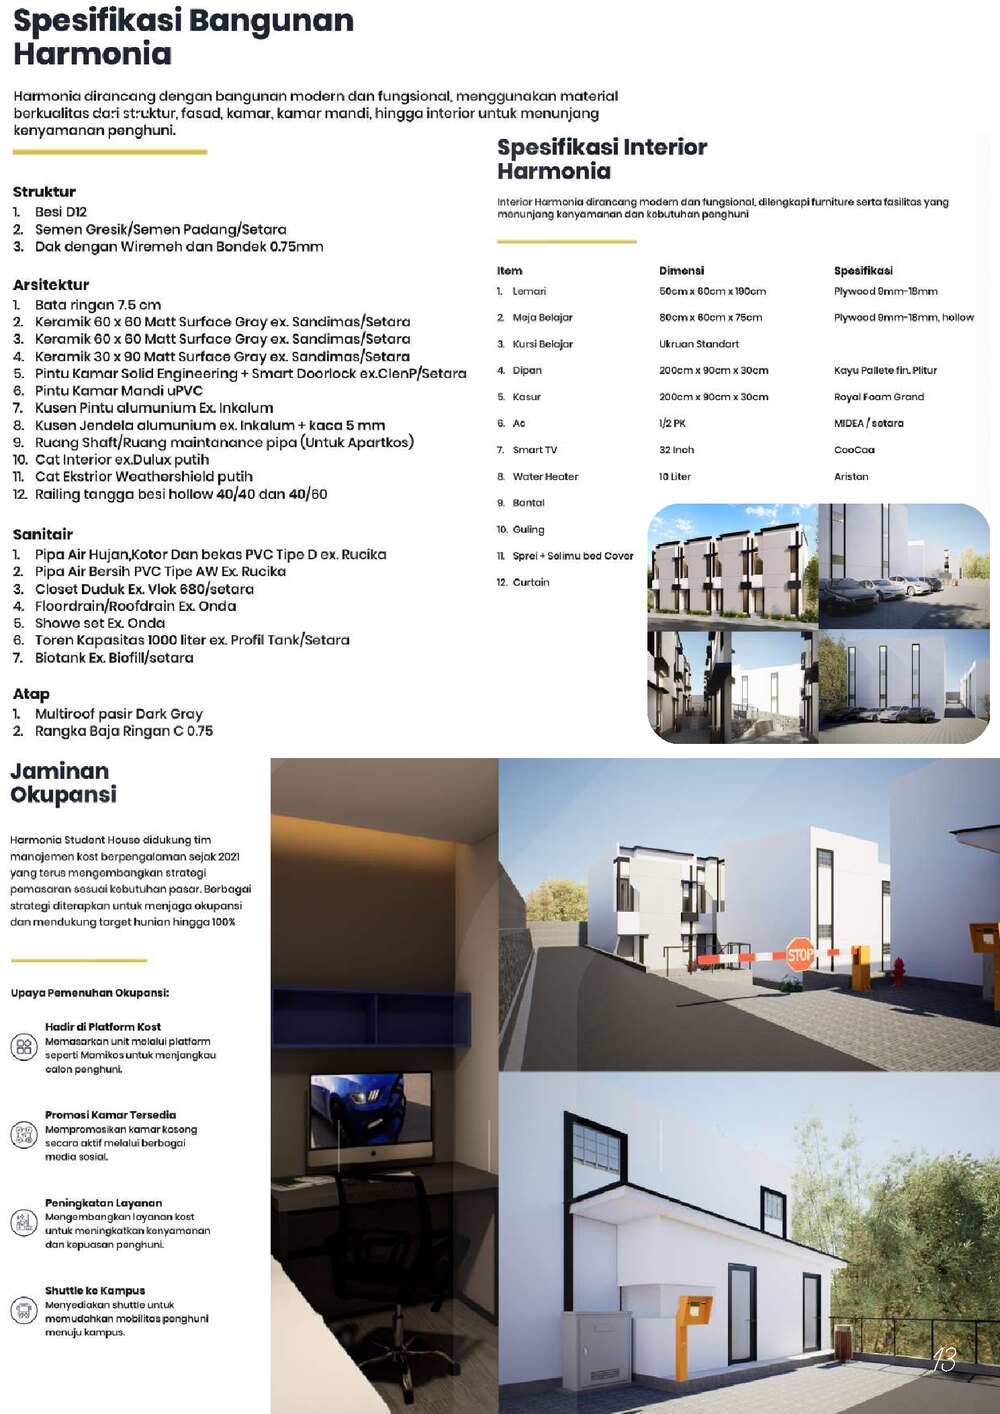 Spesifikasi Bangunan
Harmonia
Harmonia dirancang dengan bangunan modern dan fungsional, menggunakan material
berkualitas dari struktur, fasad, kamar, kamar mandi, hingga interior untuk menunjang
kenyamanan penghuni.
Struktur
1. Besi D12
2. Semen Gresik/Semen Padang/Setara
3. Dak dengan Wiremeh dan Bondek 0.75mm
Arsitektur
1. Bata ringan 7.5 cm
2. Keramik 60 x 60 Matt Surface Gray ex. Sandimas/Setara
3. Keramik 60 x 60 Matt Surface Gray ex. Sandimas/Setara
4. Keramik 30 x 90 Matt Surface Gray ex. Sandimas/Setara
5. Pintu Kamar Solid Engineering + Smart Doorlock ex.ClenP/Setara
6. Pintu Kamar Mandi uPVC
7. Kusen Pintu alumunium Ex. Inkalum
8. Kusen Jendela alumunium ex. Inkalum + kaca 5 mm
9. Ruang Shaft/Ruang maintanance pipa (Untuk Apartkos)
10. Cat Interior ex.Dulux putih
11. Cat Ekstrior Weathershield putih
12. Railing tangga besi hollow 40/40 dan 40/60
Sanitair
1. Pipa Air Hujan,Kotor Dan bekas PVC Tipe D ex. Rucika
2. Pipa Air Bersih PVC Tipe AW Ex. Rucika
3. Closet Duduk Ex. Vlok 680/setara
4. Floordrain/Roofdrain Ex. Onda
5. Showe set Ex. Onda
6. Toren Kapasitas 1000 liter ex. Profil Tank/Setara
7. Biotank Ex. Biofill/setara
Atap
1. Multiroof pasir Dark Gray
2. Rangka Baja Ringan C 0.75
Spesifikasi Interior
Harmonia
Interior Harmonia dirancang modern dan fungsional, dilengkapi furniture serta fasilitas yang
menunjang kenyamanan dan kebutuhan penghuni
Item Dimensi Spesifikasi
1. Lemari 50cm x 60cm x 190cm Plywood 9mm-18mm
2. Meja Belajar 80cm x 60cm x 75cm Plywood 9mm-18mm, hollow
3. Kursi Belajar Ukruan Standart
4. Dipan 200cm x 90cm x 30cm Kayu Pallete fin. Plitur
5. Kasur 200cm x 90cm x 30cm Royal Foam Grand
6. Ac 1/2 PK MIDEA / setara
7. Smart TV 32 Inch CooCaa
8. Water Heater 10 Liter Ariston
9. Bantal
10. Guling
11. Sprei + Selimu bed Cover
12. Curtain
Jaminan
Okupansi
Harmonia Student House didukung tim
manajemen kost berpengalaman sejak 2021
yang terus mengembangkan strategi
pemasaran sesuai kebutuhan pasar. Berbagai
strategi diterapkan untuk menjaga okupansi
dan mendukung target hunian hingga 100%
Upaya Pemenuhan Okupansi:
Hadir di Platform Kost
Memasarkan unit melalui platform
seperti Mamikos untuk menjangkau
calon penghuni.
Promosi Kamar Tersedia
Mempromosikan kamar kosong
secara aktif melalui berbagai
media sosial.
Peningkatan Layanan
Mengembangkan layanan kost
untuk meningkatkan kenyamanan
dan kepuasan penghuni.
Shuttle ke Kampus
Menyediakan shuttle untuk
memudahkan mobilitas penghuni
menuju kampus.
STOP
13